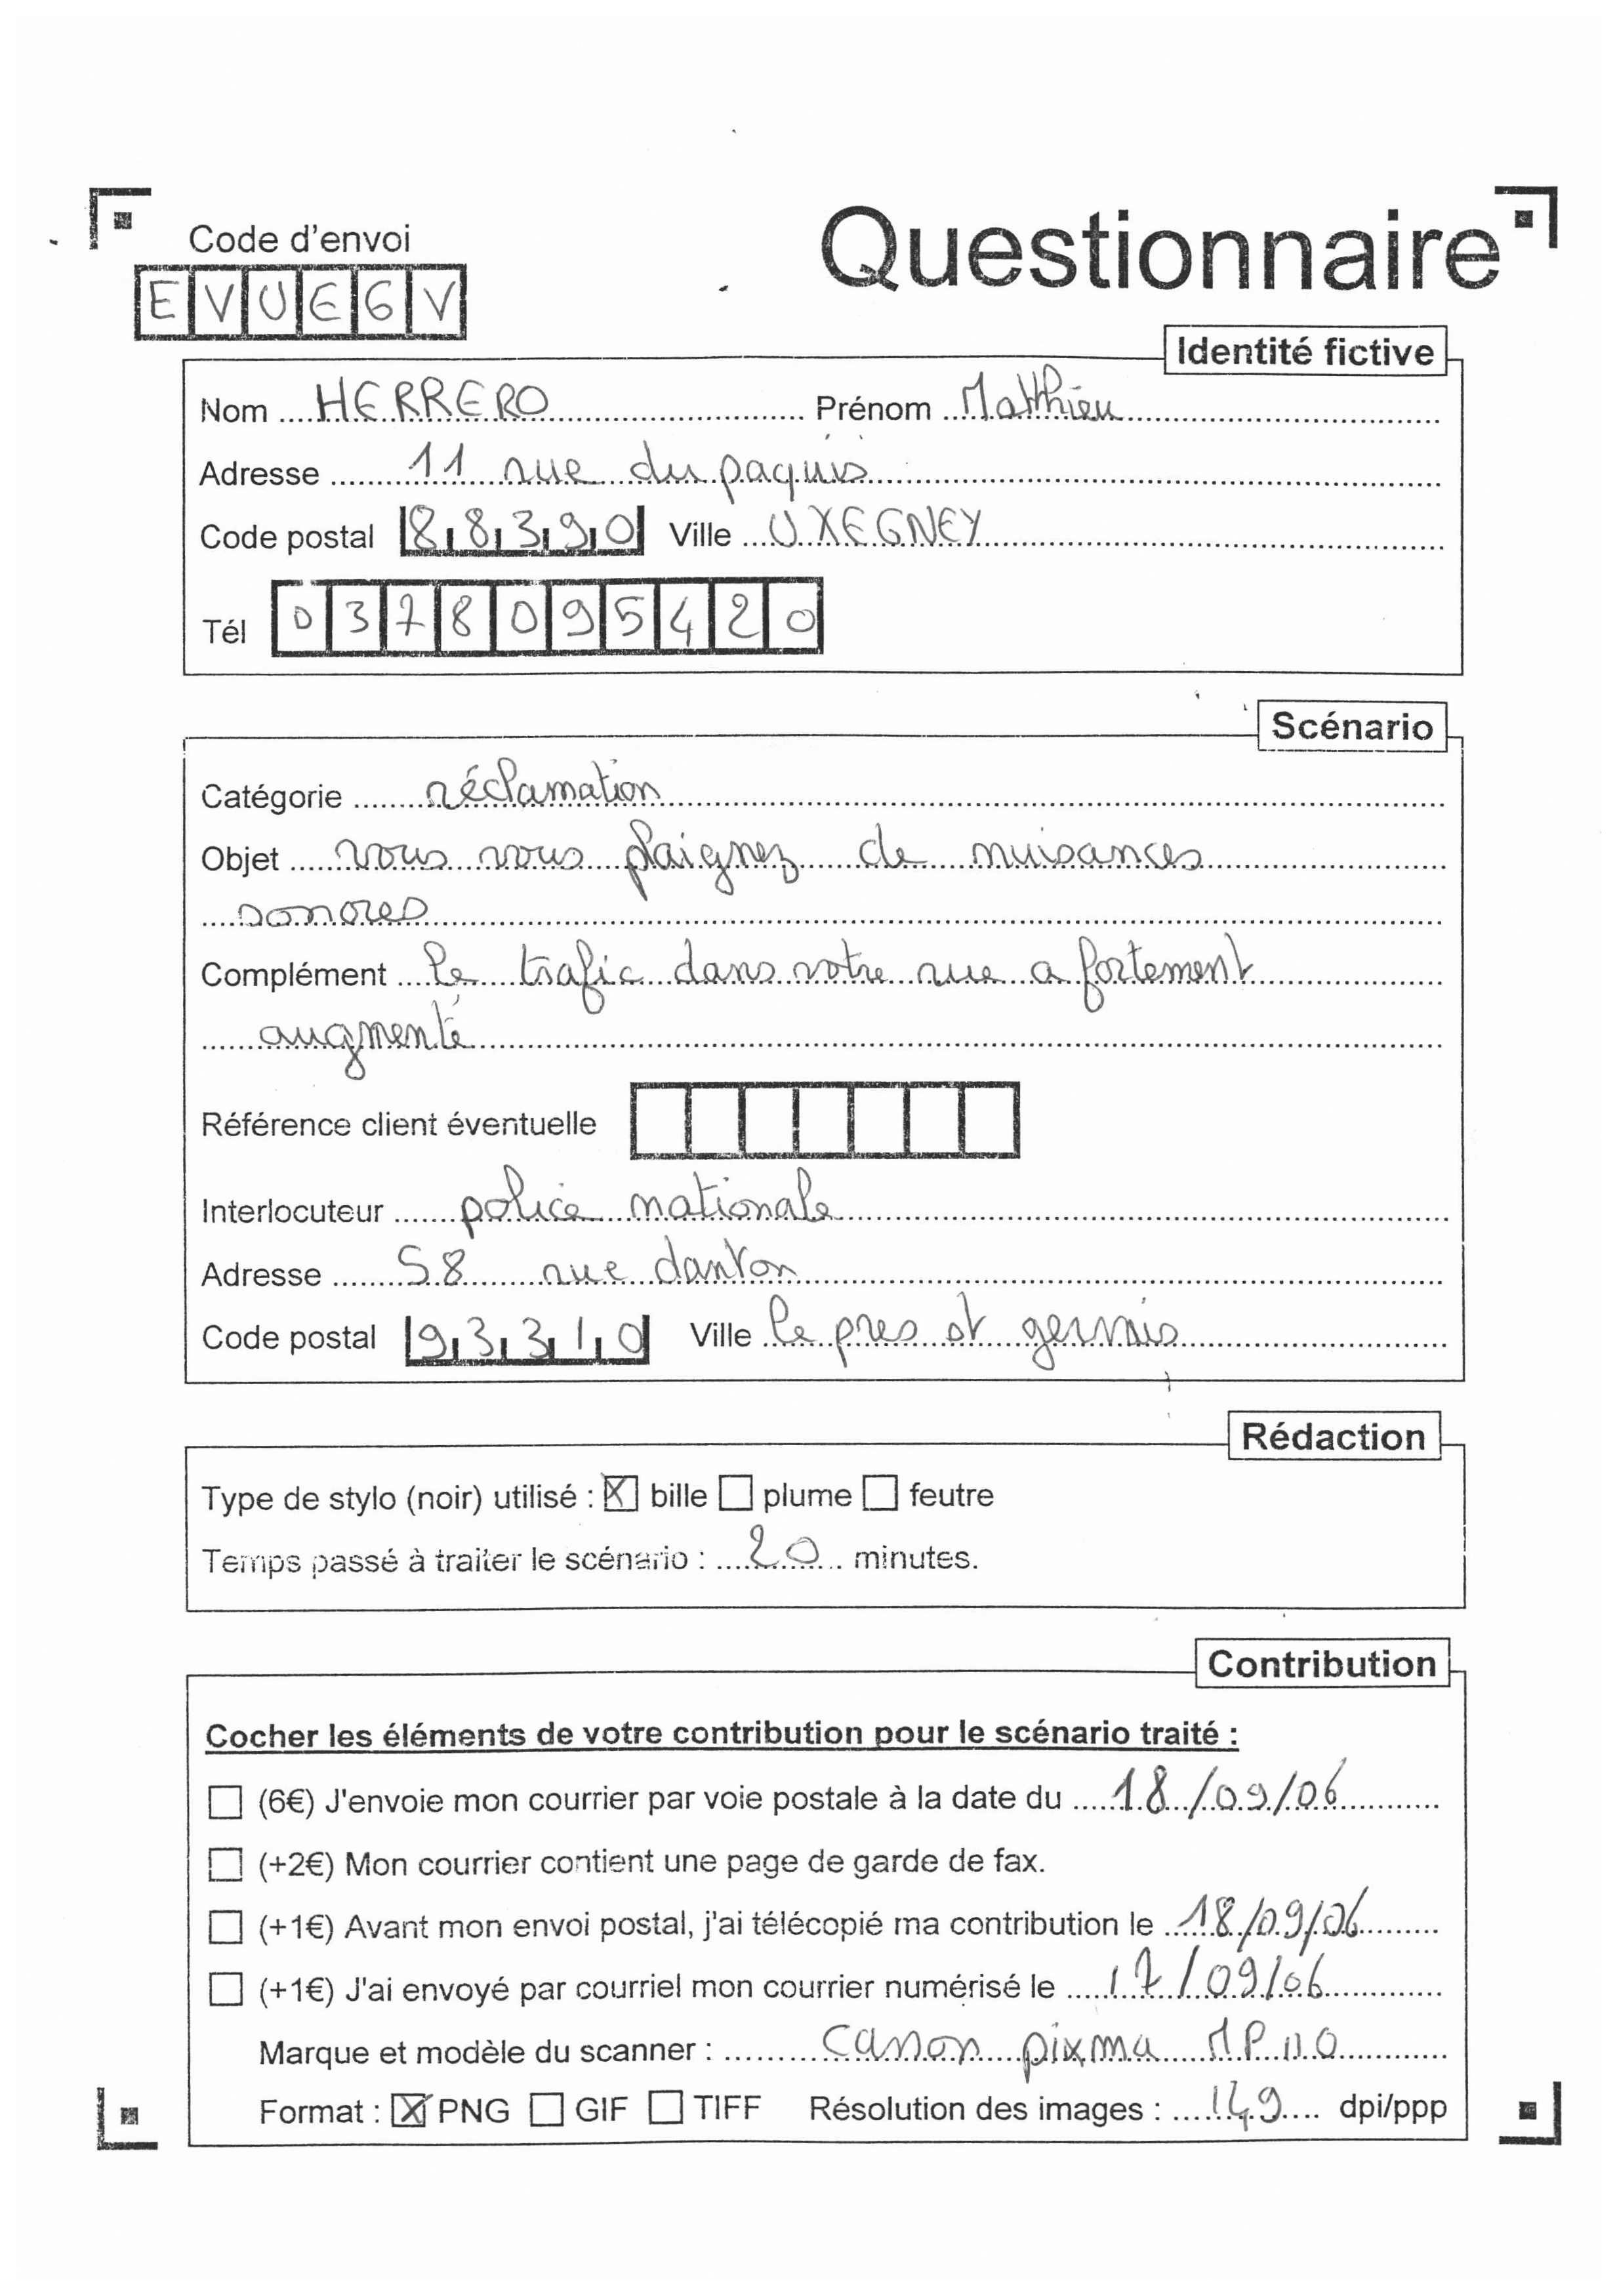 Code d'envoi
EVUEGV
Questionnaire
Identité fictive
Nom HERRERO Prénom Matthieu
Adresse 11 rue du paquis
Code postal 88390 Ville UXEGNEY
Tél 0378095420
Scénario
Catégorie réclamation
Objet vous vous plaignez de nuisances
sonores
Complément le trafic dans votre rue a fortement
augmenté
Référence client éventuelle
Interlocuteur police nationale
Adresse 58 rue danton
Code postal 93310 Ville le pres st gervais
Rédaction
Type de stylo (noir) utilisé : bille plume feutre
Temps passé à traiter le scénario : 20 minutes.
Contribution
Cocher les éléments de votre contribution pour le scénario traité :
(6€) J'envoie mon courrier par voie postale à la date du 18/09/06
(+2€) Mon courrier contient une page de garde de fax.
(+1€) Avant mon envoi postal, j'ai télécopié ma contribution le 18/09/06
(+1€) J'ai envoyé par courriel mon courrier numérisé le 17/09/06
Marque et modèle du scanner : canon pixma MP110
Format : PNG GIF TIFF Résolution des images : 149 dpi/ppp